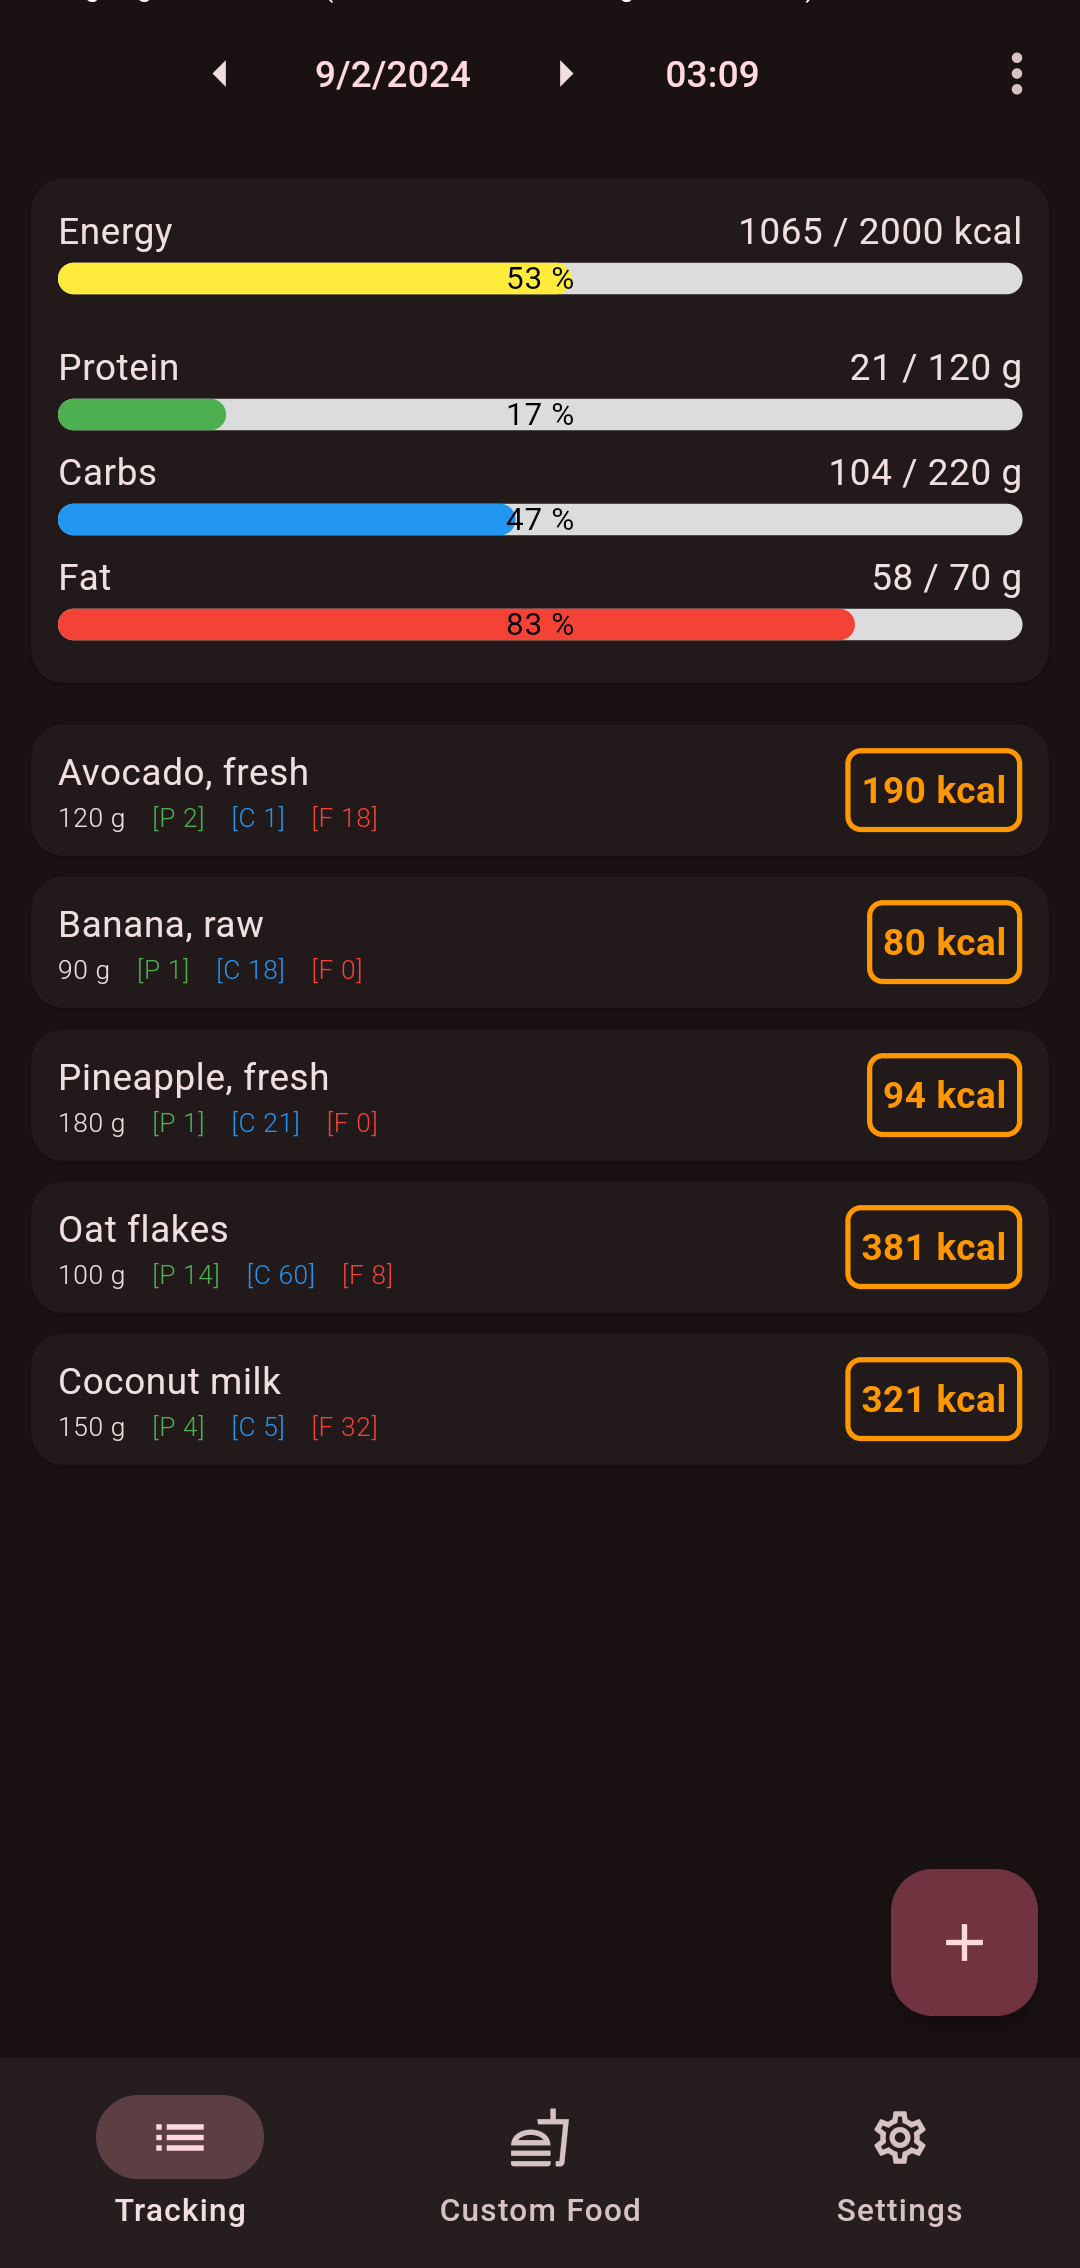 9/2/2024 03:09
Energy 1065 / 2000 kcal
53 %
Protein 21 / 120 g
17 %
Carbs 104 / 220 g
47 %
Fat 58 / 70 g
83 %
Avocado, fresh 190 kcal
120 g [P 2] [C 1] [F 18]
Banana, raw 80 kcal
90 g [P 1] [C 18] [F 0]
Pineapple, fresh 94 kcal
180 g [P 1] [C 21] [F 0]
Oat flakes 381 kcal
100 g [P 14] [C 60] [F 8]
Coconut milk 321 kcal
150 g [P 4] [C 5] [F 32]
+
Tracking Custom Food Settings